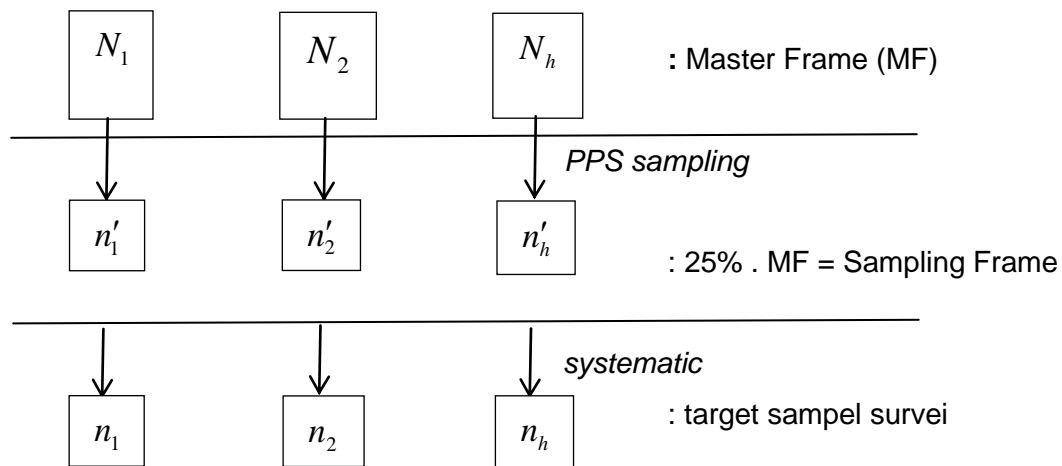 N₁ N₂ Nₕ : Master Frame (MF)
PPS sampling
n′₁ n′₂ n′ₕ : 25% . MF = Sampling Frame
systematic
n₁ n₂ nₕ : target sampel survei